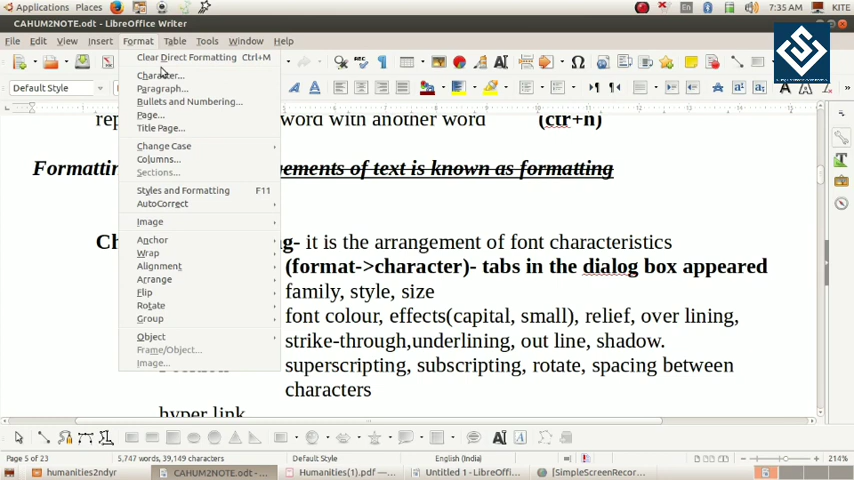 Applications Places En 7:35 AM KITE
CAHUM2NOTE.odt - LibreOffice Writer
File Edit View Insert Format Table Tools Window Help
Clear Direct Formatting Ctrl+M
Character...
Paragraph...
Bullets and Numbering...
Page...
Title Page...
Change Case
Columns...
Sections...
Styles and Formatting F11
AutoCorrect
Image
Anchor
Wrap
Alignment
Arrange
Flip
Rotate
Group
Object
Frame/Object...
Image...
Default Style
rep word with another word (ctr+h)
Formattin gements of text is known as formatting
Ch g- it is the arrangement of font characteristics
(format->character)- tabs in the dialog box appeared
family, style, size
font colour, effects(capital, small), relief, over lining,
strike-through,underlining, out line, shadow.
superscripting, subscripting, rotate, spacing between
characters
hyper link
Page 5 of 23 5,747 words, 39,149 characters Default Style English (India) 214%
humanities2ndyr CAHUM2NOTE.odt - ... Humanities(1).pdf —... Untitled 1 - LibreOffi... [SimpleScreenRecor...